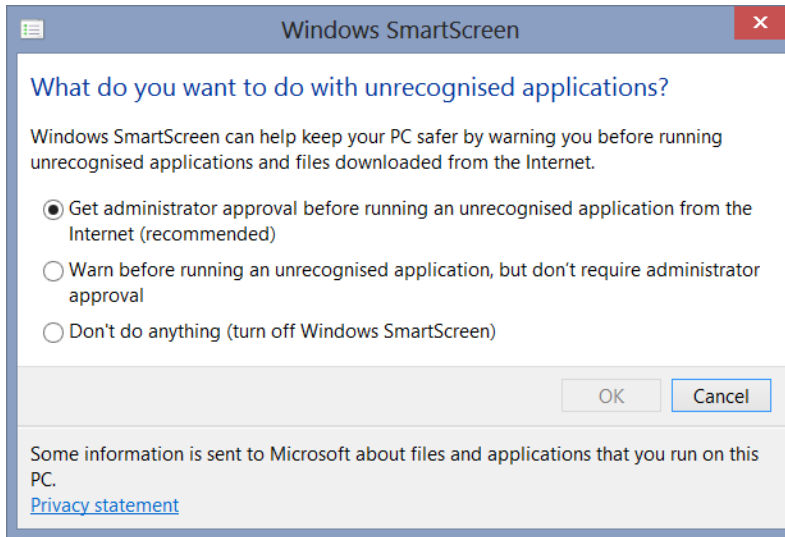 Windows SmartScreen
What do you want to do with unrecognised applications?
Windows SmartScreen can help keep your PC safer by warning you before running
unrecognised applications and files downloaded from the Internet.
Get administrator approval before running an unrecognised application from the
Internet (recommended)
Warn before running an unrecognised application, but don't require administrator
approval
Don't do anything (turn off Windows SmartScreen)
OK Cancel
Some information is sent to Microsoft about files and applications that you run on this
PC.
Privacy statement